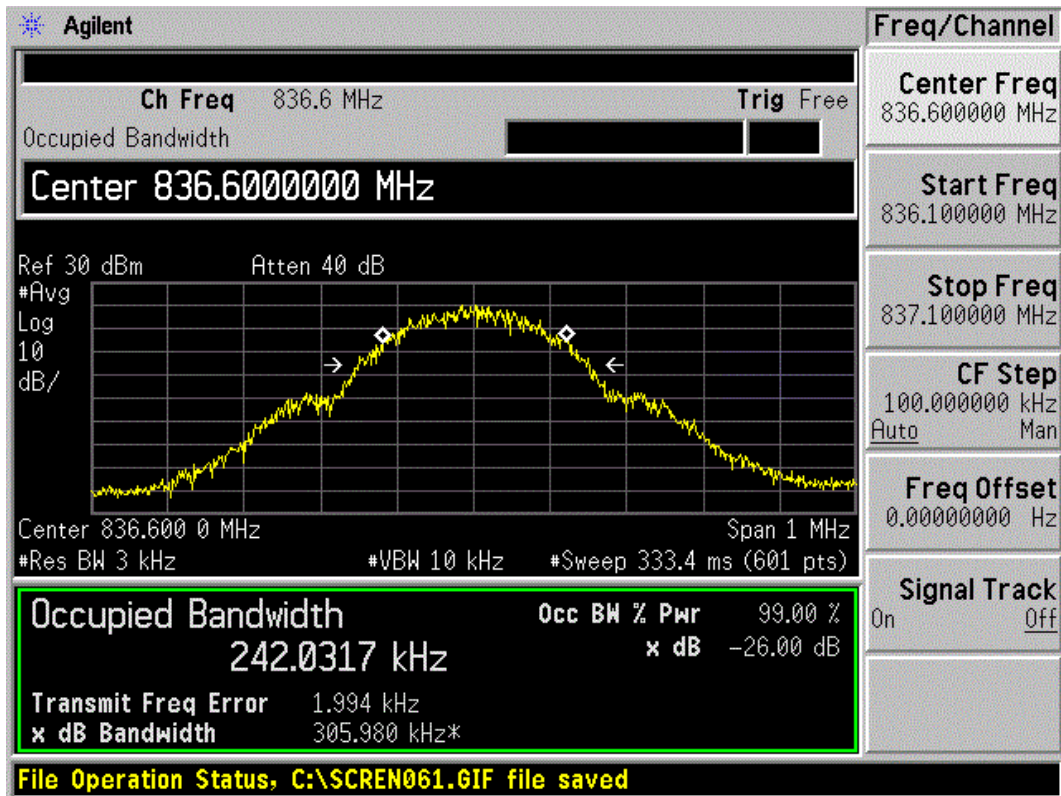 Agilent
Freq/Channel
Ch Freq 836.6 MHz Trig Free
Occupied Bandwidth
Center 836.6000000 MHz
Ref 30 dBm Atten 40 dB
#Avg
Log
10
dB/
Center 836.600 0 MHz Span 1 MHz
#Res BW 3 kHz #VBW 10 kHz #Sweep 333.4 ms (601 pts)
Occupied Bandwidth Occ BW % Pwr 99.00 %
242.0317 kHz x dB -26.00 dB
Transmit Freq Error 1.994 kHz
x dB Bandwidth 305.980 kHz*
File Operation Status, C:\SCREN061.GIF file saved
Center Freq
836.600000 MHz
Start Freq
836.100000 MHz
Stop Freq
837.100000 MHz
CF Step
100.000000 kHz
Auto Man
Freq Offset
0.00000000 Hz
Signal Track
On Off